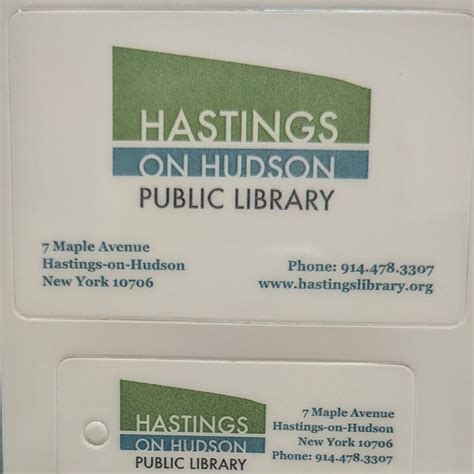 HASTINGS
ON HUDSON
PUBLIC LIBRARY
7 Maple Avenue
Hastings-on-Hudson
New York 10706
Phone: 914.478.3307
www.hastingslibrary.org
HASTINGS
ON HUDSON
PUBLIC LIBRARY
7 Maple Avenue
Hastings-on-Hudson
New York 10706
Phone: 914.478.3307